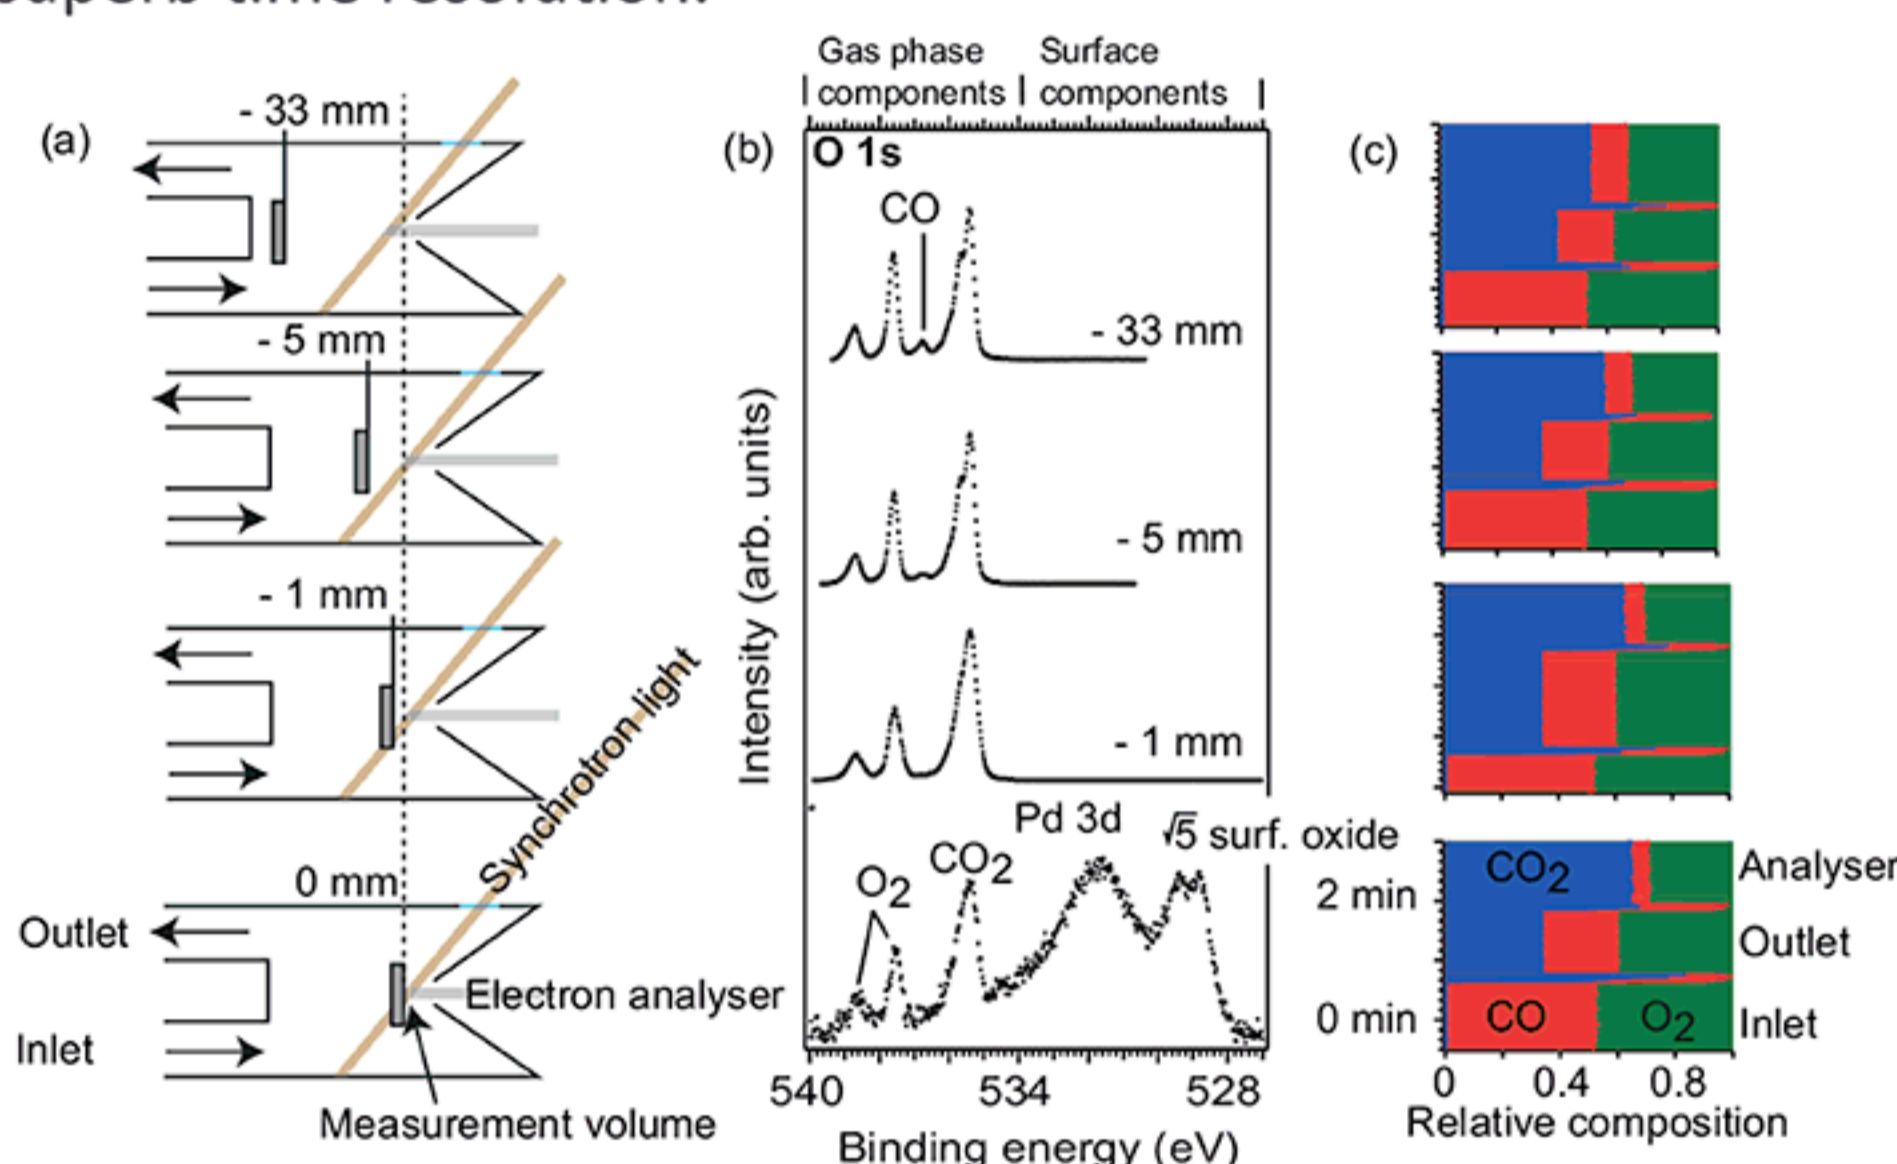 superb time resolution.
(a)
- 33 mm
- 5 mm
- 1 mm
0 mm
Synchrotron light
Outlet
Electron analyser
Inlet
Measurement volume
Gas phase
components
Surface
components
(b)
O 1s
CO
- 33 mm
- 5 mm
- 1 mm
Pd 3d
√5 surf. oxide
O2
CO2
Intensity (arb. units)
540
534
528
Binding energy (eV)
(c)
CO2
Analyser
2 min
Outlet
0 min
CO
O2
Inlet
0
0.4
0.8
Relative composition